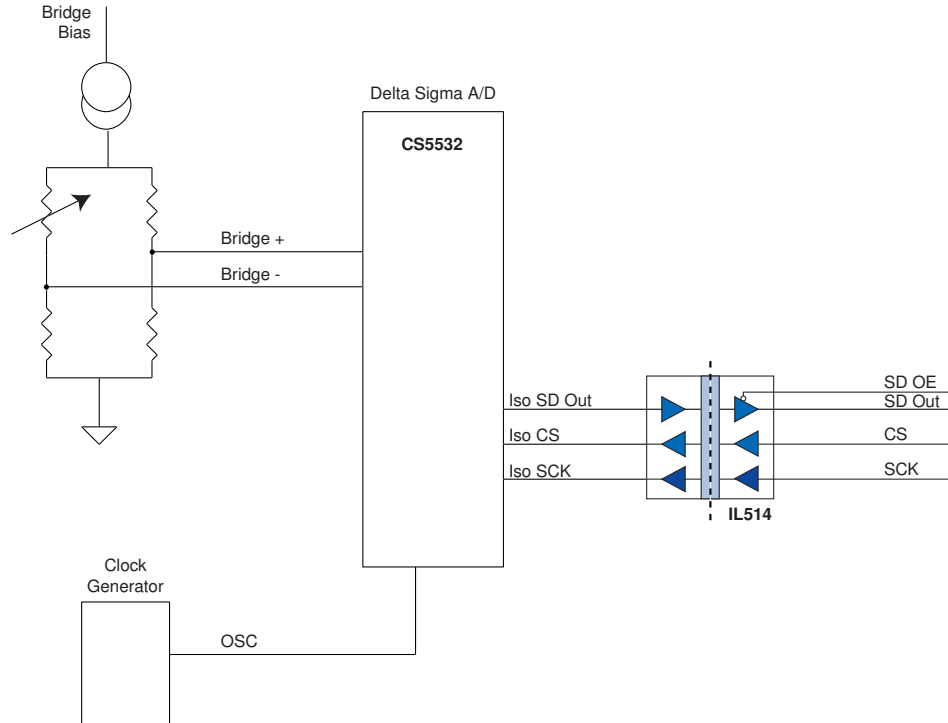 Bridge
Bias
Delta Sigma A/D
CS5532
Bridge +
Bridge -
Iso SD Out
Iso CS
Iso SCK
SD OE
SD Out
CS
SCK
IL514
Clock
Generator
OSC